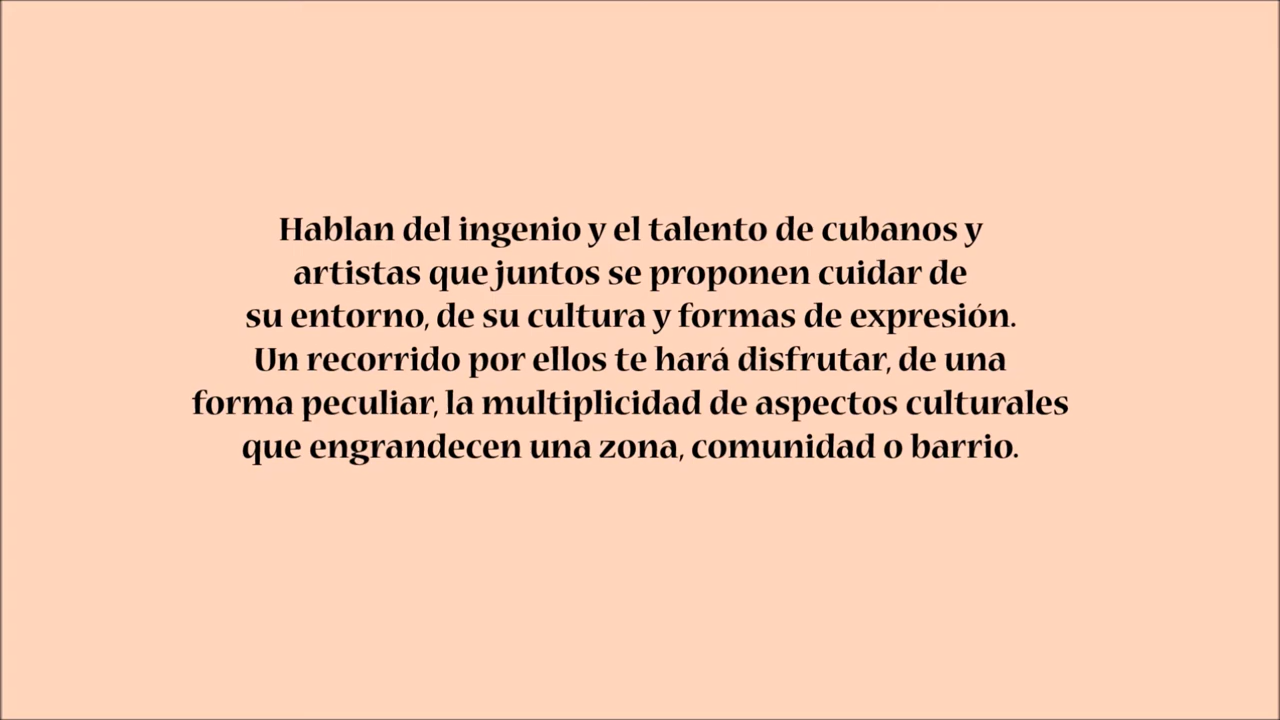 Hablan del ingenio y el talento de cubanos y
artistas que juntos se proponen cuidar de
su entorno, de su cultura y formas de expresión.
Un recorrido por ellos te hará disfrutar, de una
forma peculiar, la multiplicidad de aspectos culturales
que engrandecen una zona, comunidad o barrio.